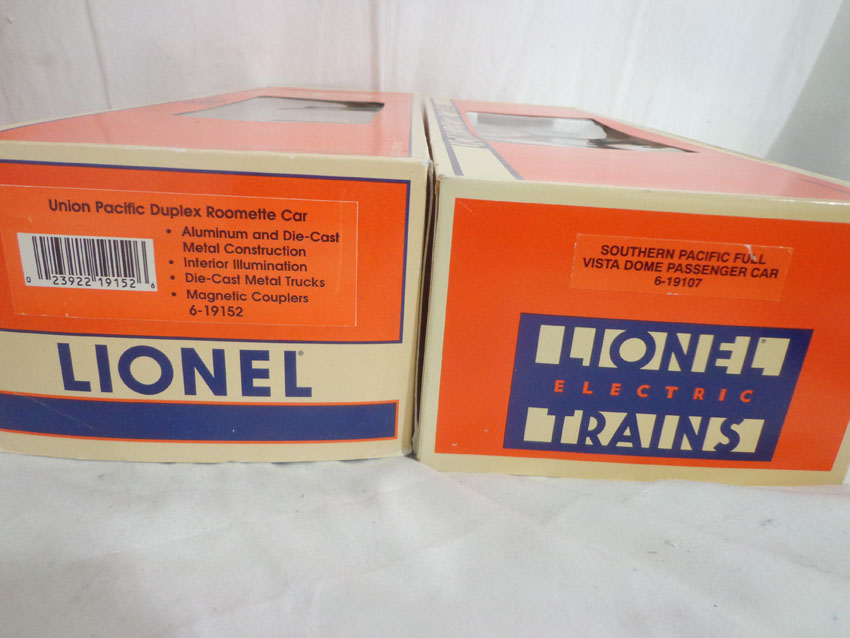 Union Pacific Duplex Roomette Car
• Aluminum and Die-Cast
Metal Construction
• Interior Illumination
• Die-Cast Metal Trucks
• Magnetic Couplers
6-19152
0 23922 19152 6
LIONEL®
SOUTHERN PACIFIC FULL
VISTA DOME PASSENGER CAR
6-19107
LIONEL®
ELECTRIC
TRAINS